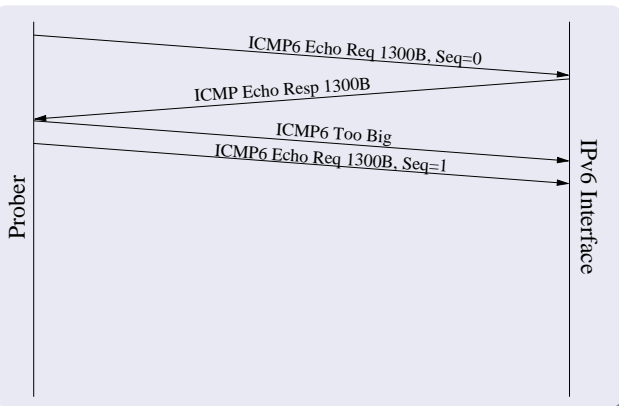 ICMP6 Echo Req 1300B, Seq=0
ICMP Echo Resp 1300B
ICMP6 Too Big
ICMP6 Echo Req 1300B, Seq=1
Prober
IPv6 Interface